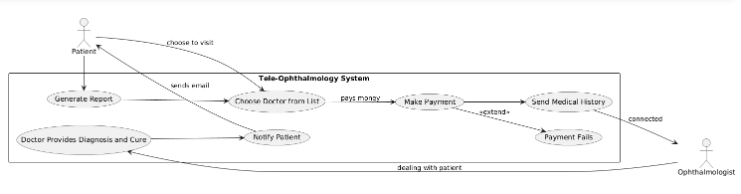 choose to visit
Patient
Tele-Ophthalmology System
sends email
Generate Report
Choose Doctor from List
pays money
Make Payment
Send Medical History
«extend»
connected
Doctor Provides Diagnosis and Cure
Notify Patient
Payment Fails
dealing with patient
Ophthalmologist